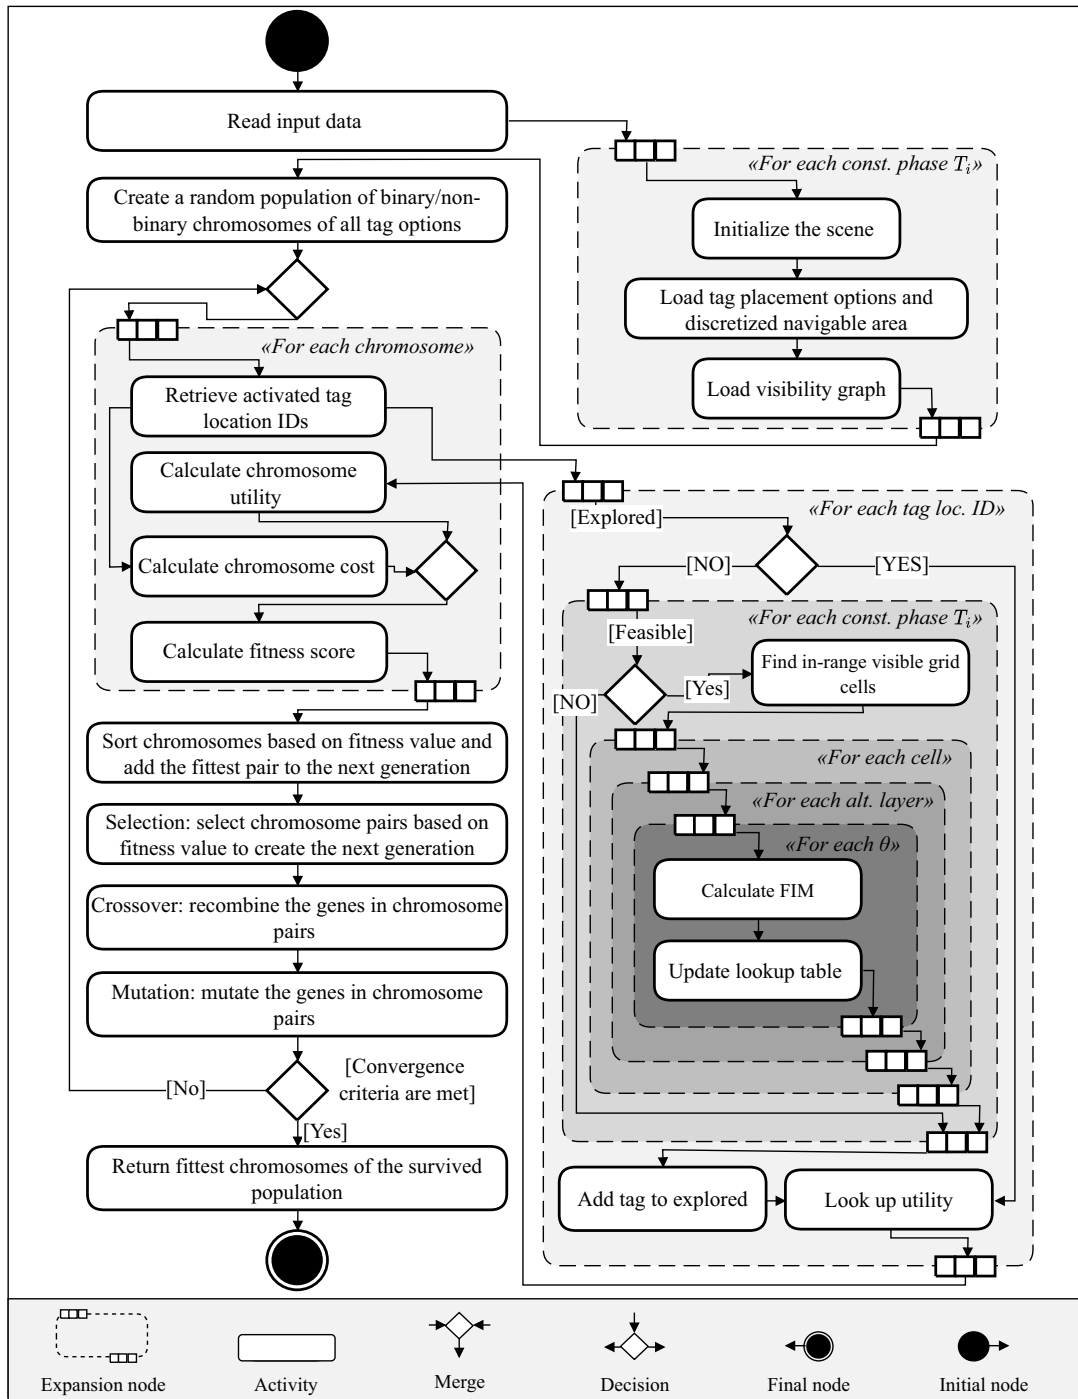 Read input data
«For each const. phase T_i»
Create a random population of binary/non-
binary chromosomes of all tag options
Initialize the scene
Load tag placement options and
discretized navigable area
Load visibility graph
«For each chromosome»
Retrieve activated tag
location IDs
Calculate chromosome
utility
Calculate chromosome cost
Calculate fitness score
«For each tag loc. ID»
[Explored]
[NO]
[YES]
«For each const. phase T_i»
[Feasible]
[NO]
[Yes]
Find in-range visible grid
cells
«For each cell»
«For each alt. layer»
«For each θ»
Calculate FIM
Update lookup table
Add tag to explored
Look up utility
Sort chromosomes based on fitness value and
add the fittest pair to the next generation
Selection: select chromosome pairs based on
fitness value to create the next generation
Crossover: recombine the genes in chromosome
pairs
Mutation: mutate the genes in chromosome
pairs
[No]
[Convergence
criteria are met]
[Yes]
Return fittest chromosomes of the survived
population
Expansion node
Activity
Merge
Decision
Final node
Initial node